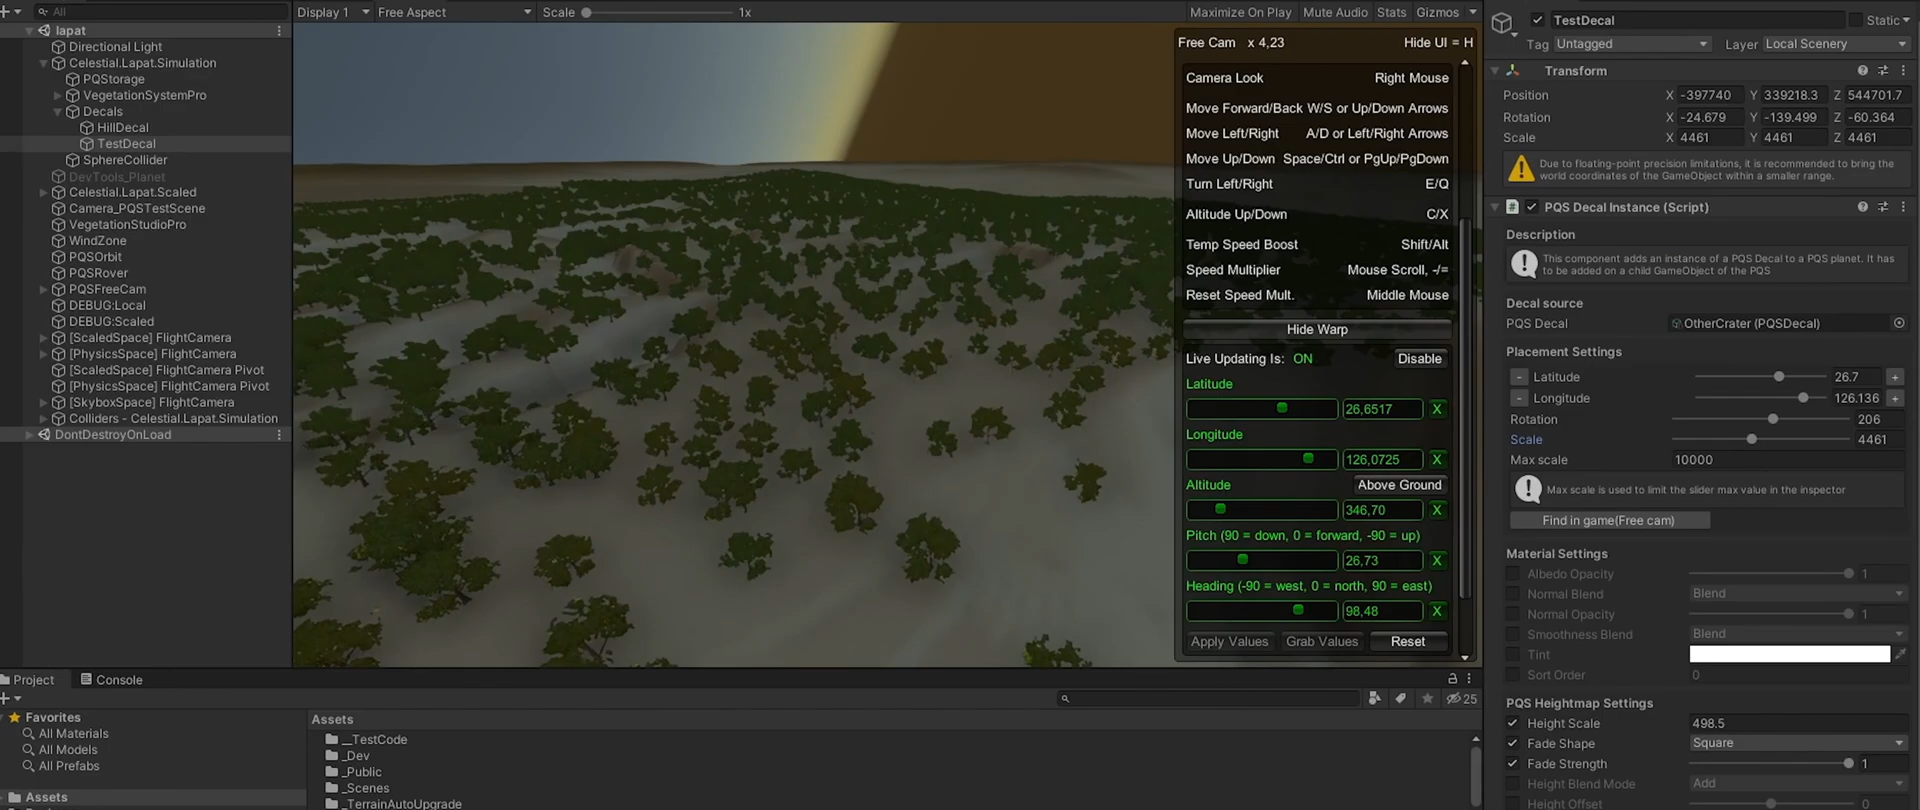 All
lapat
Directional Light
Celestial.Lapat.Simulation
PQStorage
VegetationSystemPro
Decals
HillDecal
TestDecal
SphereCollider
DevTools_Planet
Celestial.Lapat.Scaled
Camera_PQSTestScene
VegetationStudioPro
WindZone
PQSOrbit
PQSRover
PQSFreeCam
DEBUG:Local
DEBUG:Scaled
[ScaledSpace] FlightCamera
[PhysicsSpace] FlightCamera
[ScaledSpace] FlightCamera Pivot
[PhysicsSpace] FlightCamera Pivot
[SkyboxSpace] FlightCamera
Colliders - Celestial.Lapat.Simulation
DontDestroyOnLoad
Display 1 Free Aspect Scale 1x Maximize On Play Mute Audio Stats Gizmos
Free Cam x 4,23 Hide UI = H
Camera Look Right Mouse
Move Forward/Back W/S or Up/Down Arrows
Move Left/Right A/D or Left/Right Arrows
Move Up/Down Space/Ctrl or PgUp/PgDown
Turn Left/Right E/Q
Altitude Up/Down C/X
Temp Speed Boost Shift/Alt
Speed Multiplier Mouse Scroll, -/=
Reset Speed Mult. Middle Mouse
Hide Warp
Live Updating Is: ON Disable
Latitude
26,6517 X
Longitude
126,0725 X
Altitude Above Ground
346,70 X
Pitch (90 = down, 0 = forward, -90 = up)
26,73 X
Heading (-90 = west, 0 = north, 90 = east)
98,48 X
Apply Values Grab Values Reset
TestDecal Static
Tag Untagged Layer Local Scenery
Transform
Position X -397740 Y 339218.3 Z 544701.7
Rotation X -24.679 Y -139.499 Z -60.364
Scale X 4461 Y 4461 Z 4461
Due to floating-point precision limitations, it is recommended to bring the
world coordinates of the GameObject within a smaller range.
PQS Decal Instance (Script)
Description
This component adds an instance of a PQS Decal to a PQS planet. It has
to be added on a child GameObject of the PQS
Decal source
PQS Decal OtherCrater (PQSDecal)
Placement Settings
- Latitude 26.7 +
- Longitude 126.136 +
Rotation 206
Scale 4461
Max scale 10000
Max scale is used to limit the slider max value in the inspector
Find in game(Free cam)
Material Settings
Albedo Opacity 1
Normal Blend Blend
Normal Opacity 1
Smoothness Blend Blend
Tint
Sort Order 0
PQS Heightmap Settings
Height Scale 498.5
Fade Shape Square
Fade Strength 1
Height Blend Mode Add
Height Offset 0
Project Console
25
Favorites
All Materials
All Models
All Prefabs
Assets
Assets
__TestCode
_Dev
_Public
_Scenes
_TerrainAutoUpgrade